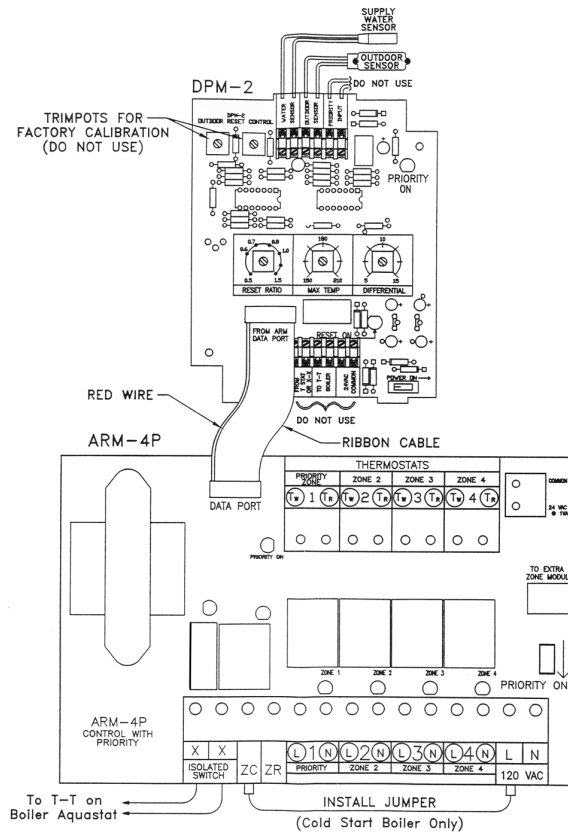 SUPPLY
WATER
SENSOR
OUTDOOR
SENSOR
DO NOT USE
DPM-2
TRIMPOTS FOR
FACTORY CALIBRATION
(DO NOT USE)
DPM-2
OUTDOOR RESET CONTROL
WATER
SENSOR
OUTDOOR
SENSOR
PRIORITY
INPUT
PRIORITY
ON
0.5 0.6 0.7 0.8 1.0 1.5
RESET RATIO
150 180 210
MAX TEMP
5 10 15
DIFFERENTIAL
FROM ARM
DATA PORT
RESET ON
FROM
T STAT
OR X-X
TO T-T
BOILER
24VAC
COMMON
POWER ON
DO NOT USE
RED WIRE
RIBBON CABLE
ARM-4P
DATA PORT
PRIORITY ON
THERMOSTATS
PRIORITY
ZONE
ZONE 2
ZONE 3
ZONE 4
TW 1 TR TW 2 TR TW 3 TR TW 4 TR
COMMON
24 VAC
TO EXTRA
ZONE MODUL
ZONE 1
ZONE 2
ZONE 3
ZONE 4
PRIORITY ON
ARM-4P
CONTROL WITH
PRIORITY
X X
ISOLATED
SWITCH
ZC
ZR
L 1 N L 2 N L 3 N L 4 N
PRIORITY ZONE 2 ZONE 3 ZONE 4
L N
120 VAC
To T-T on
Boiler Aquastat
INSTALL JUMPER
(Cold Start Boiler Only)